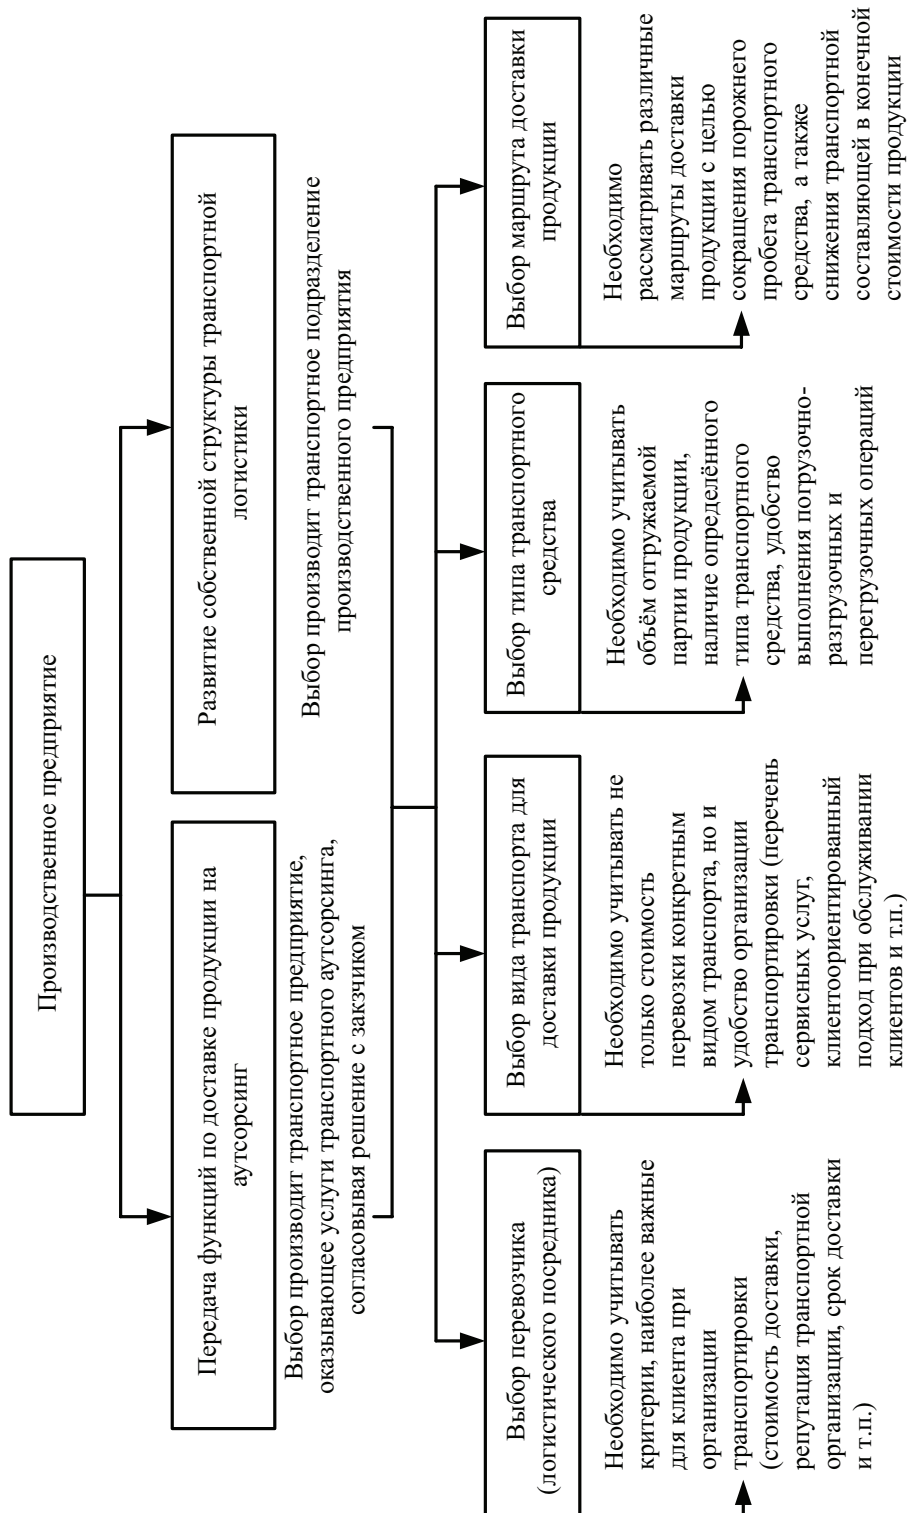 Производственное предприятие
Передача функций по доставке продукции на
аутсорсинг
Развитие собственной структуры транспортной
логистики
Выбор производит транспортное предприятие,
оказывающее услуги транспортного аутсорсинга,
согласовывая решение с закзчиком
Выбор производит транспортное подразделение
производственного предприятия
Выбор перевозчика
(логистического посредника)
Выбор вида транспорта для
доставки продукции
Выбор типа транспортного
средства
Выбор маршрута доставки
продукции
Необходимо учитывать
критерии, наиболее важные
для клиента при
организации
транспортировки
(стоимость доставки,
репутация транспортной
организации, срок доставки
и т.п.)
Необходимо учитывать не
только стоимость
перевозки конкретным
видом транспорта, но и
удобство организации
транспортировки (перечень
сервисных услуг,
клиентоориентированный
подход при обслуживании
клиентов и т.п.
Необходимо учитывать
объём отгружаемой
партии продукции,
наличие определённого
типа транспортного
средства, удобство
выполнения погрузочно-
разгрузочных и
перегрузочных операций
Необходимо
рассматривать различные
маршруты доставки
продукции с целью
сокращения порожнего
пробега транспортного
средства, а также
снижения транспортной
составляющей в конечной
стоимости продукции